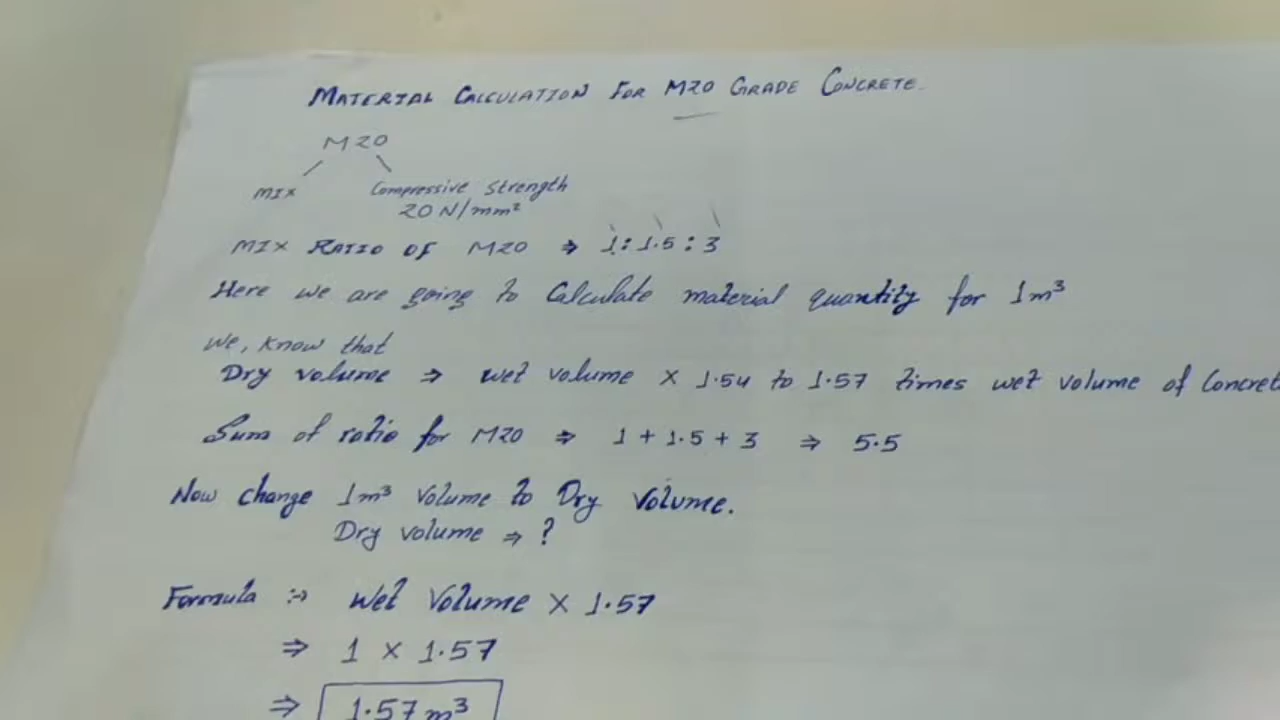 MATERIAL CALCULATION FOR M20 GRADE CONCRETE.
M20
MIX Compressive Strength
20 N/mm²
MIX RATIO OF M20 ⇒ 1:1.5:3
Here we are going to Calculate material quantity for 1m³
We, know that
Dry volume ⇒ wet volume × 1.54 to 1.57 times wet volume of Concret
Sum of ratio for M20 ⇒ 1+1.5+3 ⇒ 5.5
Now change 1m³ Volume to Dry Volume.
Dry volume ⇒ ?
Formula :→ Wet Volume × 1.57
⇒ 1 × 1.57
⇒ 1.57 m³